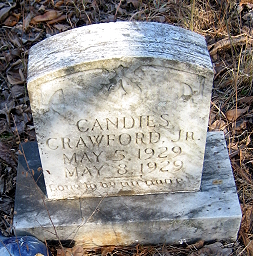 CANDIES
CRAWFORD, JR.
MAY 5, 1929
MAY 8, 1929